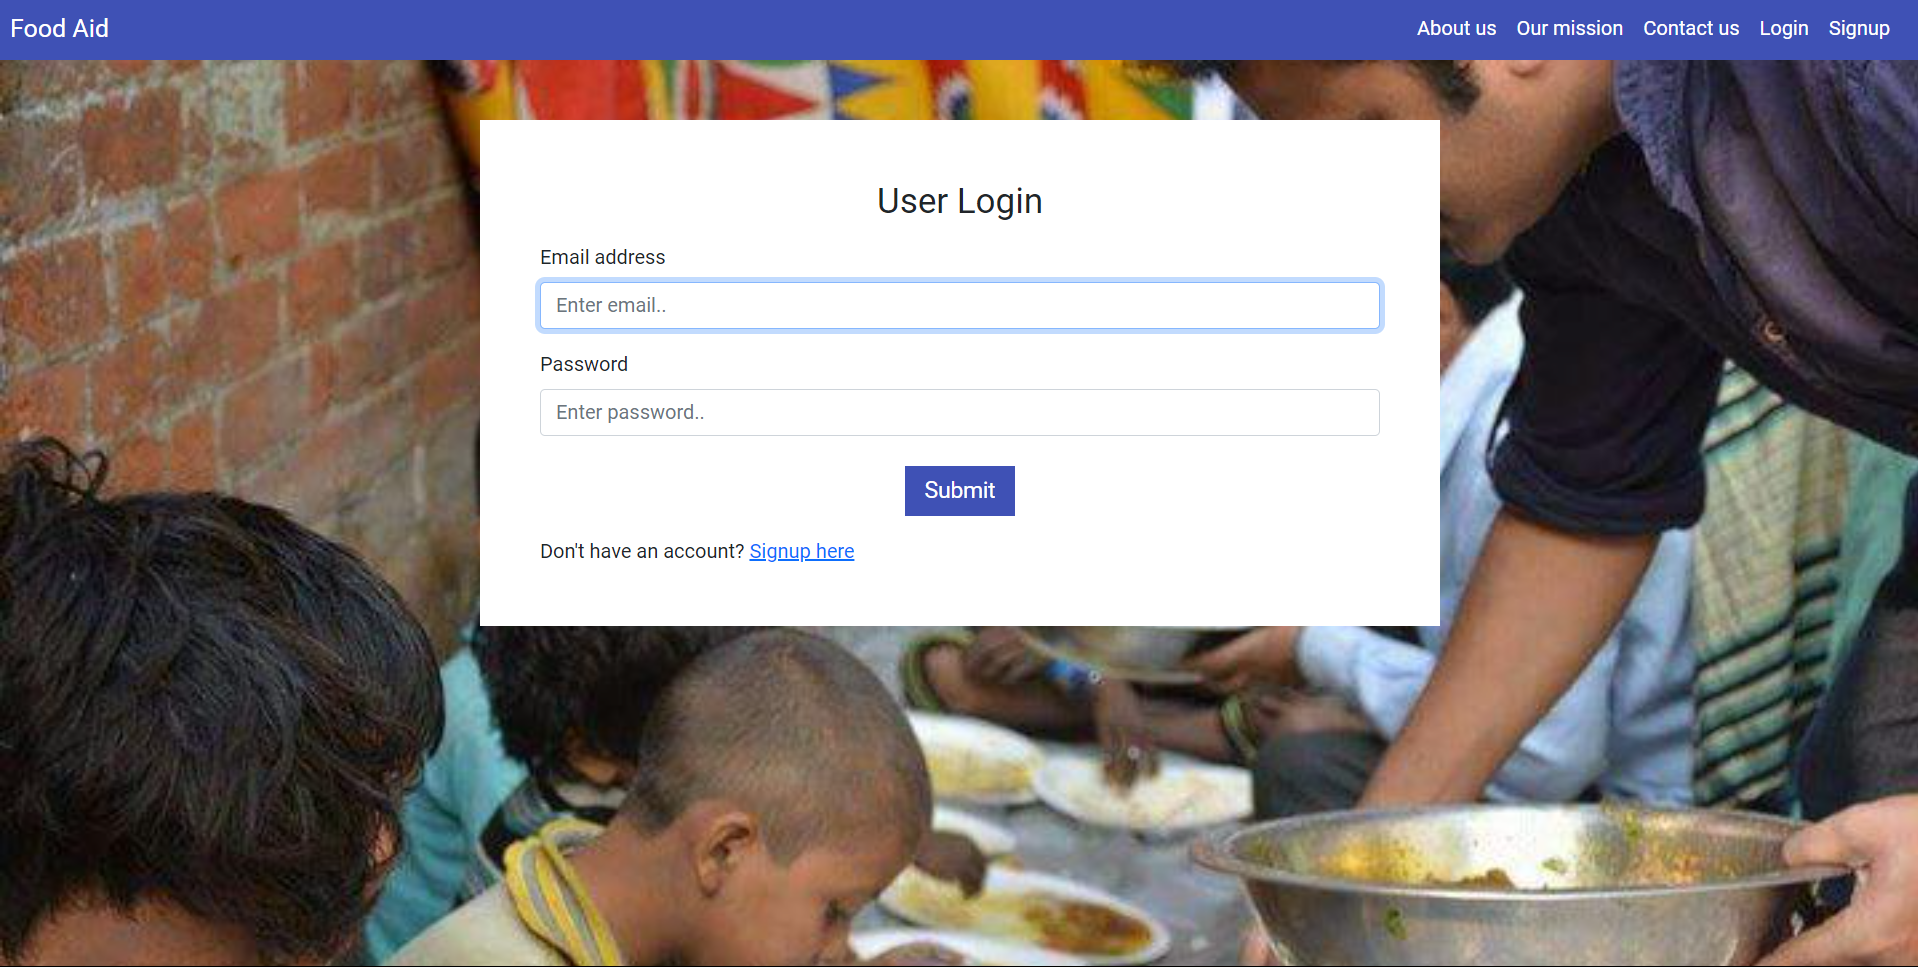 Food Aid
About us Our mission Contact us Login Signup
User Login
Email address
Enter email..
Password
Enter password..
Submit
Don't have an account? Signup here